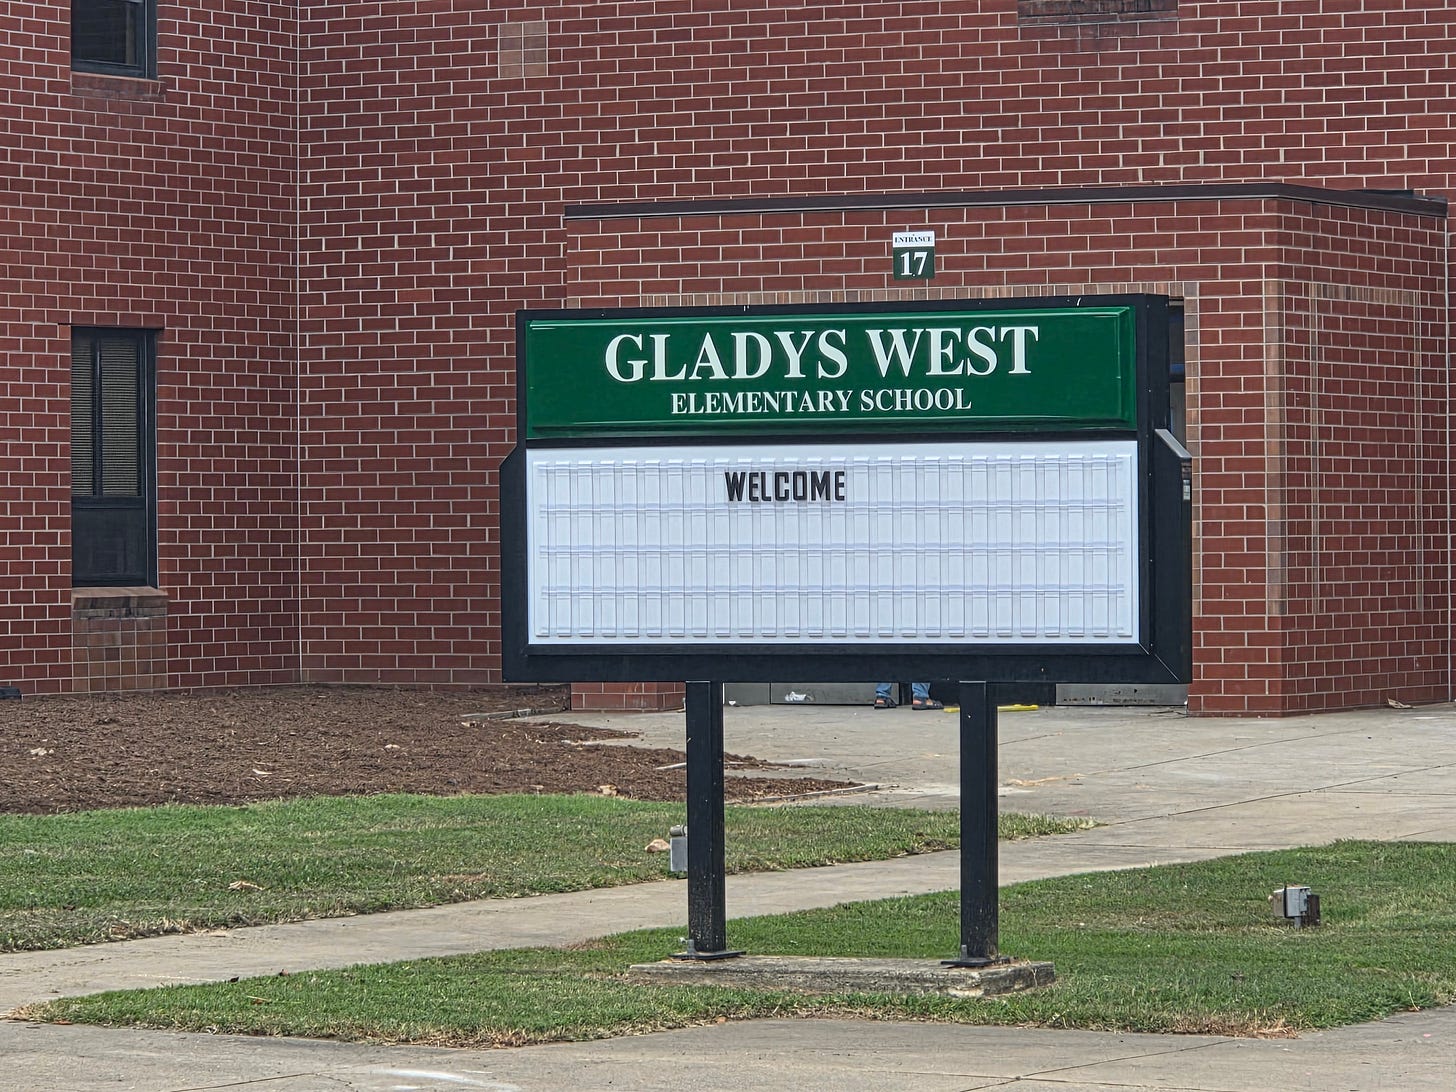 ENTRANCE
17
GLADYS WEST
ELEMENTARY SCHOOL
WELCOME